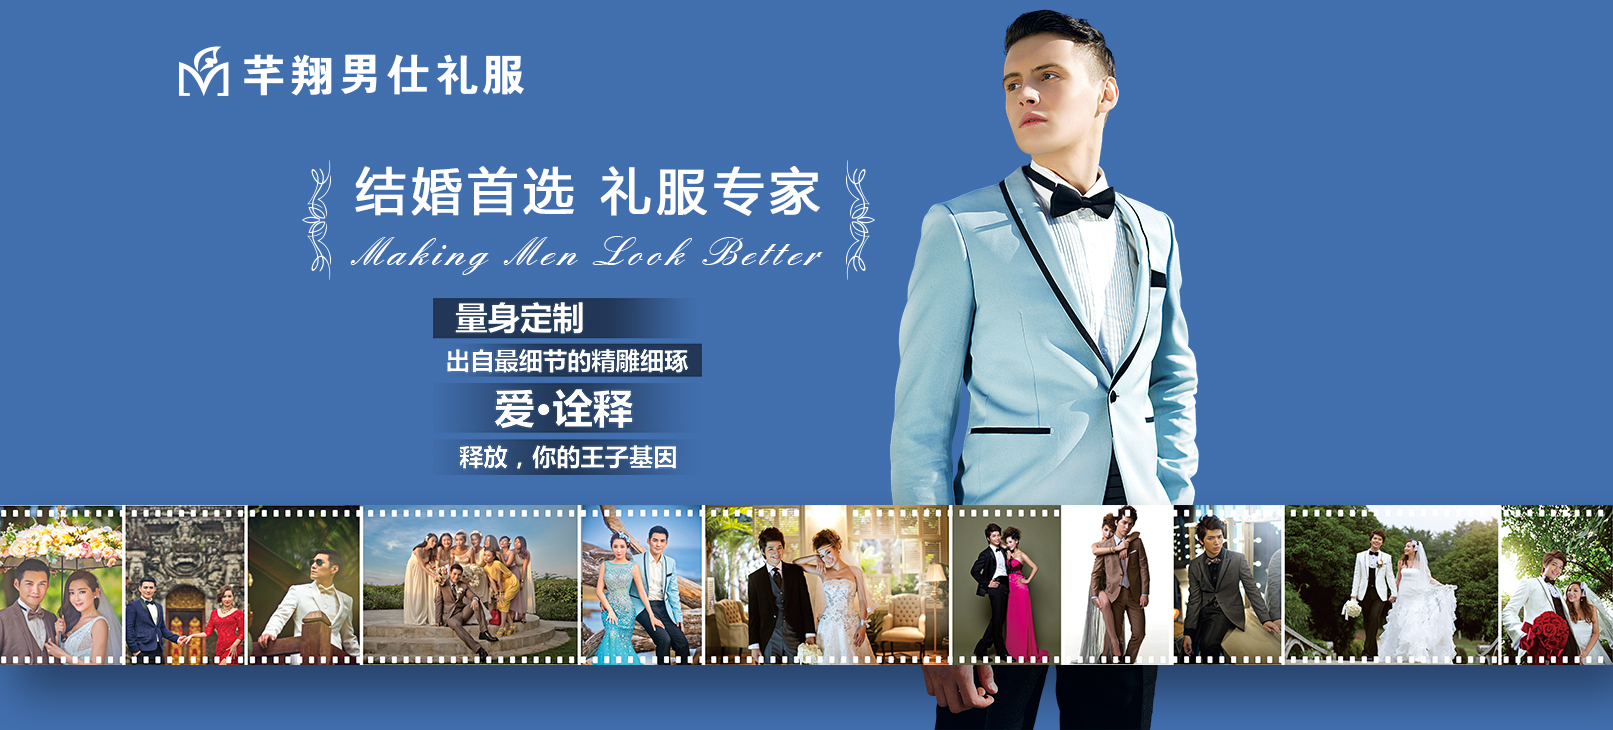 芊翔男仕礼服
结婚首选 礼服专家
Making Men Look Better
量身定制
出自最细节的精雕细琢
爱·诠释
释放，你的王子基因